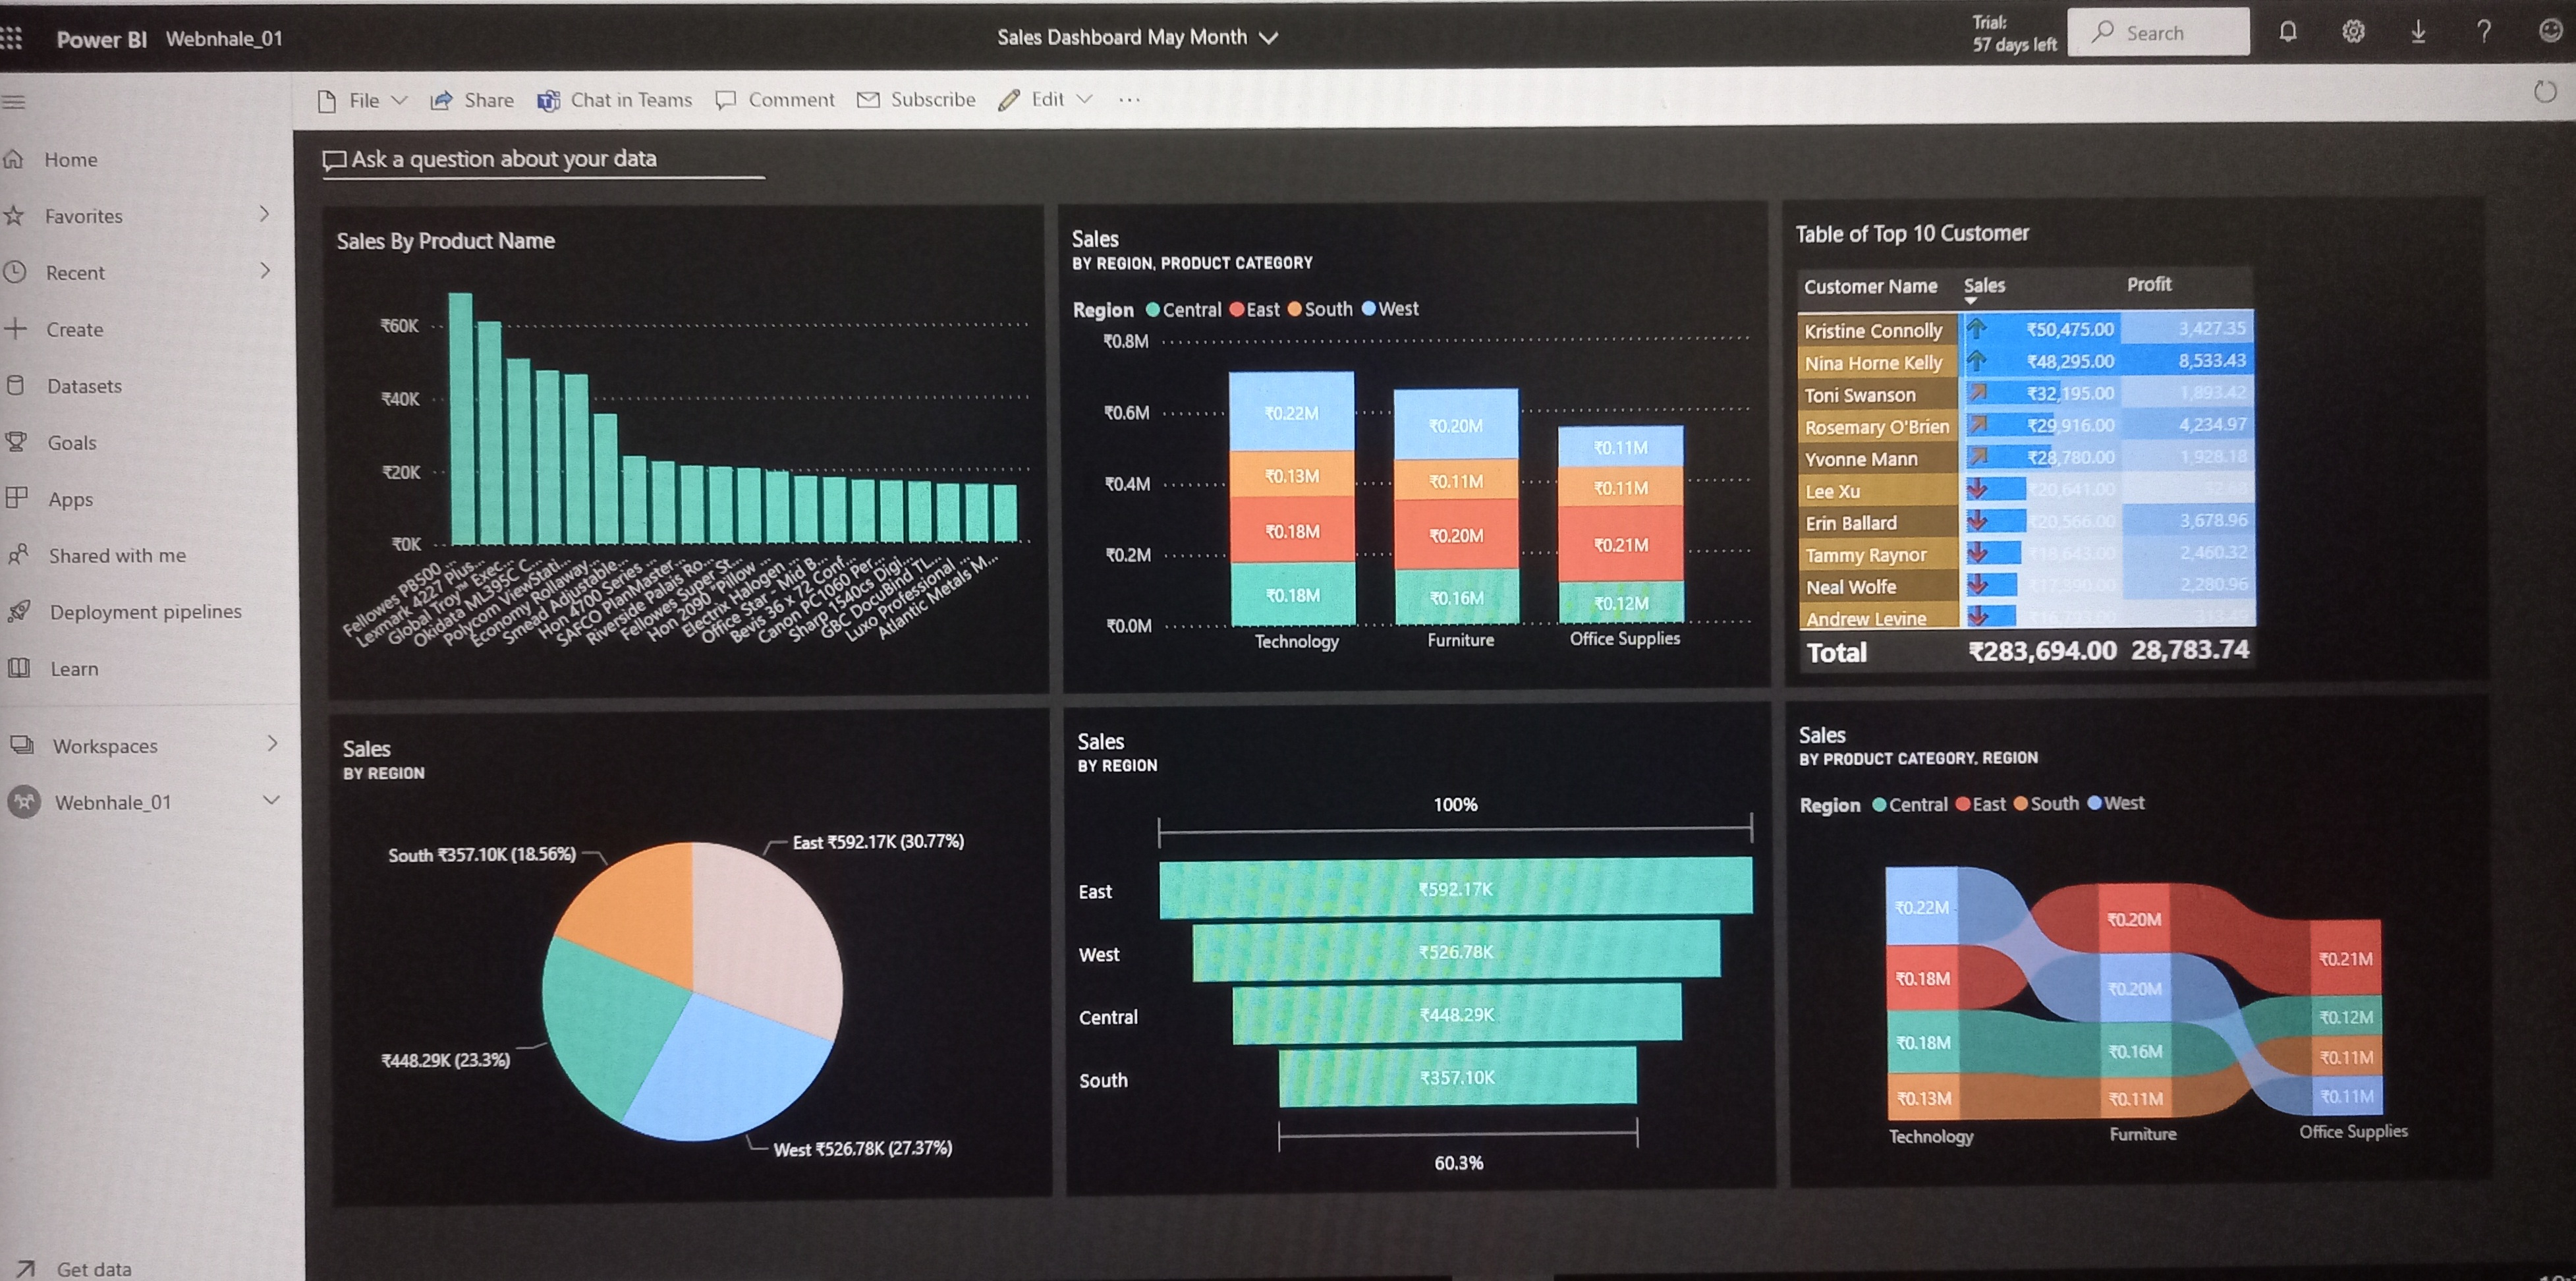 Power BI Webnhale_01
Sales Dashboard May Month
Trial:
57 days left
Search
File
Share
Chat in Teams
Comment
Subscribe
Edit
Home
Favorites
Recent
Create
Datasets
Goals
Apps
Shared with me
Deployment pipelines
Learn
Workspaces
Webnhale_01
Get data
Ask a question about your data
Sales By Product Name
₹60K
₹40K
₹20K
₹0K
Fellowes PB500 ...
Lexmark 4227 Plus...
Global Troy™ Exec...
Okidata ML395C C...
Polycom ViewStati...
Economy Rollaway...
Smead Adjustable...
Hon 4700 Series ...
SAFCO PlanMaster...
Riverside Palais Ro...
Fellowes Super St...
Hon 2090 "Pillow ...
Electrix Halogen ...
Office Star - Mid B...
Bevis 36 x 72 Conf...
Canon PC1060 Per...
Sharp 1540cs Digi...
GBC DocuBind TL...
Luxo Professional ...
Atlantic Metals M...
Sales
BY REGION, PRODUCT CATEGORY
Region Central East South West
₹0.8M
₹0.6M
₹0.4M
₹0.2M
₹0.0M
₹0.22M
₹0.13M
₹0.18M
₹0.18M
Technology
₹0.20M
₹0.11M
₹0.20M
₹0.16M
Furniture
₹0.11M
₹0.11M
₹0.21M
₹0.12M
Office Supplies
Table of Top 10 Customer
Customer Name Sales Profit
Kristine Connolly ₹50,475.00 3,427.35
Nina Horne Kelly ₹48,295.00 8,533.43
Toni Swanson ₹32,195.00 1,893.42
Rosemary O'Brien ₹29,916.00 4,234.97
Yvonne Mann ₹28,780.00 1,928.18
Lee Xu ₹20,641.00
Erin Ballard ₹20,566.00 3,678.96
Tammy Raynor 2,460.32
Neal Wolfe 2,280.96
Andrew Levine
Total ₹283,694.00 28,783.74
Sales
BY REGION
South ₹357.10K (18.56%)
East ₹592.17K (30.77%)
₹448.29K (23.3%)
West ₹526.78K (27.37%)
Sales
BY REGION
100%
East ₹592.17K
West ₹526.78K
Central ₹448.29K
South ₹357.10K
60.3%
Sales
BY PRODUCT CATEGORY, REGION
Region Central East South West
₹0.22M
₹0.18M
₹0.18M
₹0.13M
Technology
₹0.20M
₹0.20M
₹0.16M
₹0.11M
Furniture
₹0.21M
₹0.12M
₹0.11M
₹0.11M
Office Supplies